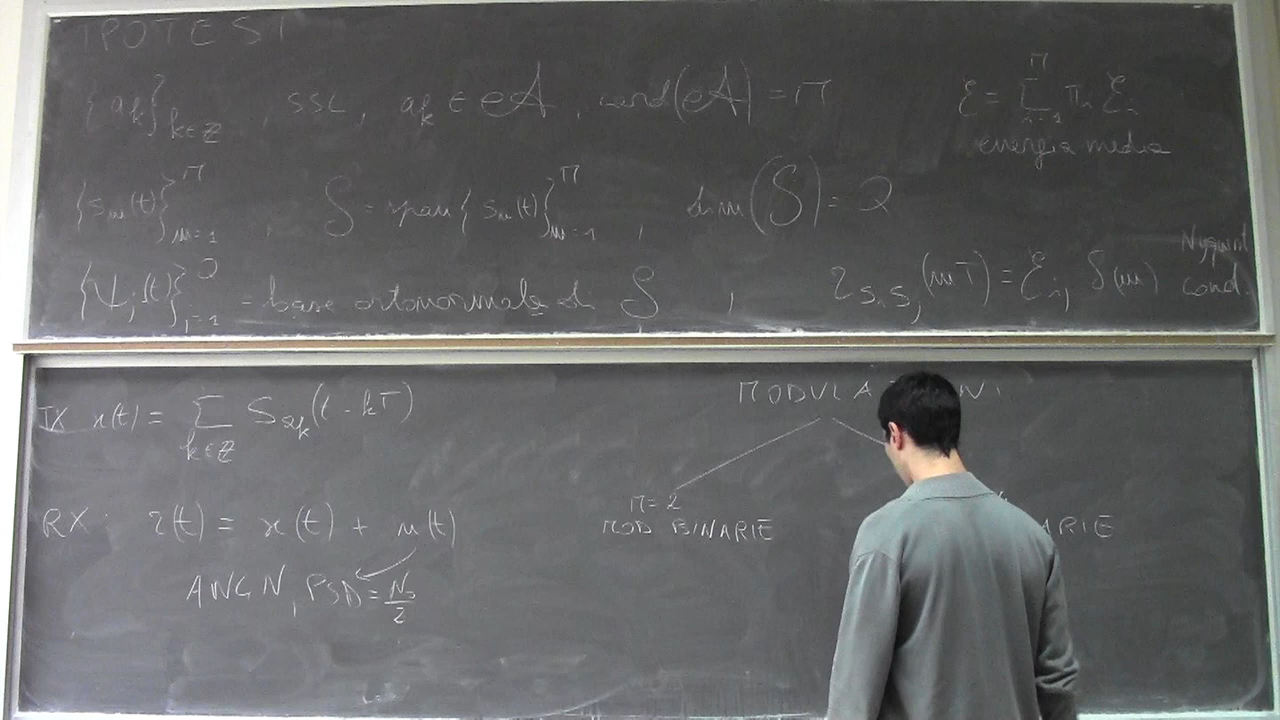 IPOTESI
{a_k}_{k∈ℤ} , SSL, a_k ∈ 𝒜, card(𝒜) = M
ℰ = Σ_{i=1}^{M} π_i ℰ_i
energia media
{s_m(t)}_{m=1}^{M} , 𝒮 = span{s_m(t)}_{m=1}^{M} , dim(𝒮) = Q
{ψ_j(t)}_{j=1}^{Q} - base ortonormale di 𝒮 , r_{s_i s_j}(mT) = ℰ_{ij} δ(m) Nyquist cond.
TX x(t) = Σ_{k∈ℤ} s_{a_k}(t - kT)
RX: r(t) = x(t) + n(t)
AWGN, PSD = N_0/2
MODULA NI
M=2
MOD BINARIE
ARIE